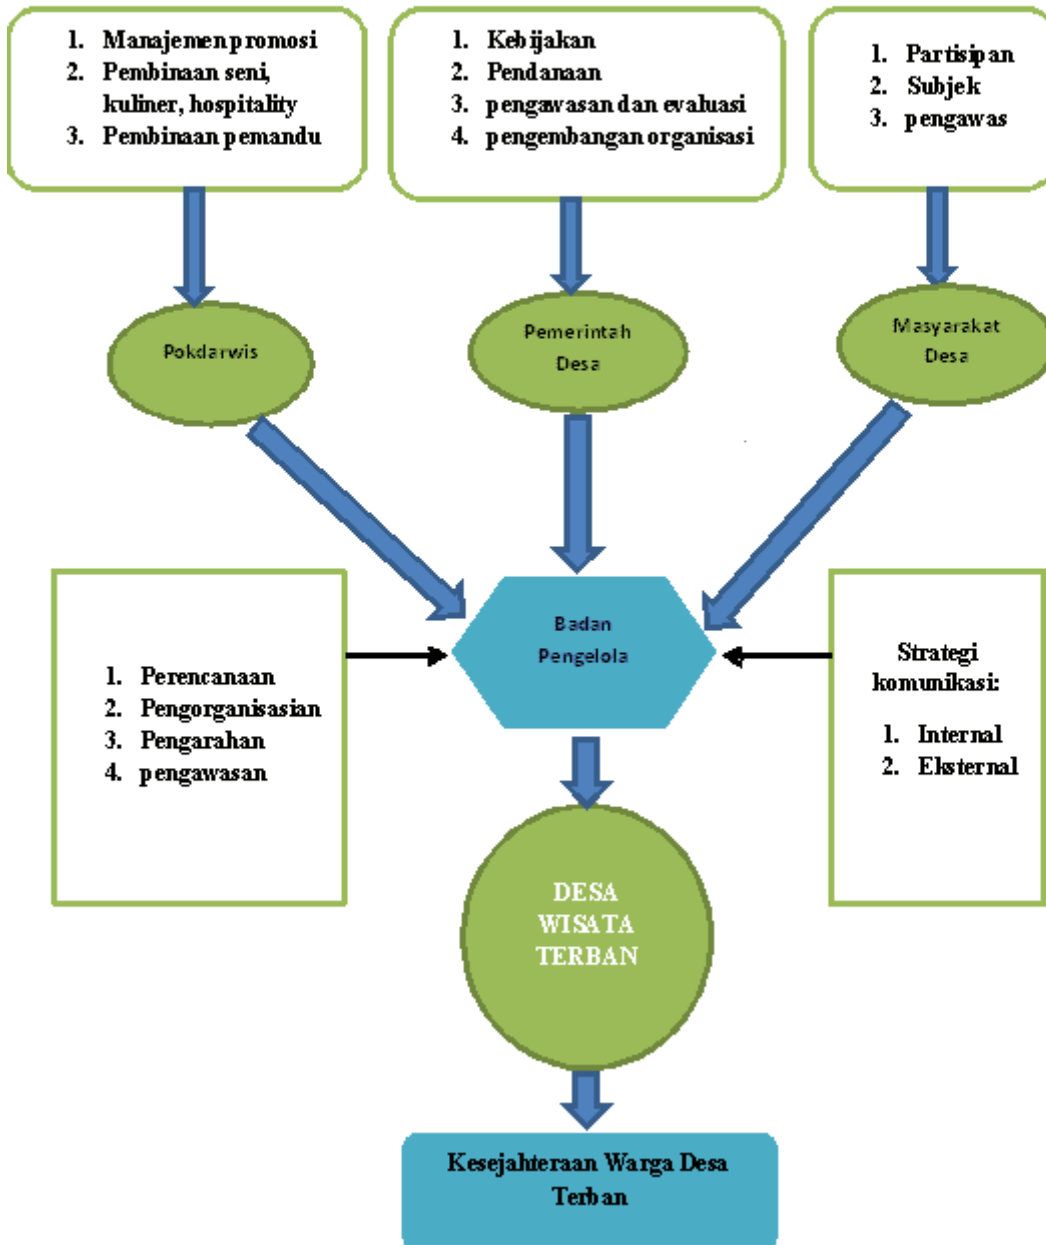 1. Manajemen promosi
2. Pembinaan seni,
kuliner, hospitality
3. Pembinaan pemandu
1. Kebijakan
2. Pendanaan
3. pengawasan dan evaluasi
4. pengembangan organisasi
1. Partisipan
2. Subjek
3. pengawas
Pokdarwis
Pemerintah
Desa
Masyarakat
Desa
Badan
Pengelola
1. Perencanaan
2. Pengorganisasian
3. Pengarahan
4. pengawasan
Strategi
komunikasi:
1. Internal
2. Eksternal
DESA
WISATA
TERBAN
Kesejahteraan Warga Desa
Terban